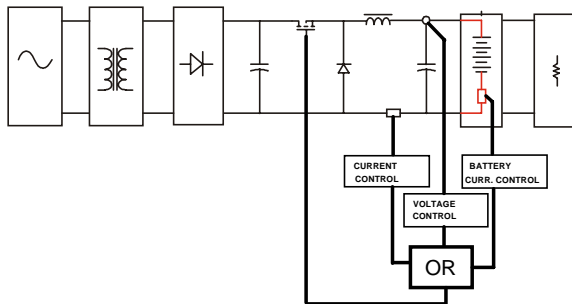 CURRENT
CONTROL
BATTERY
CURR. CONTROL
VOLTAGE
CONTROL
OR